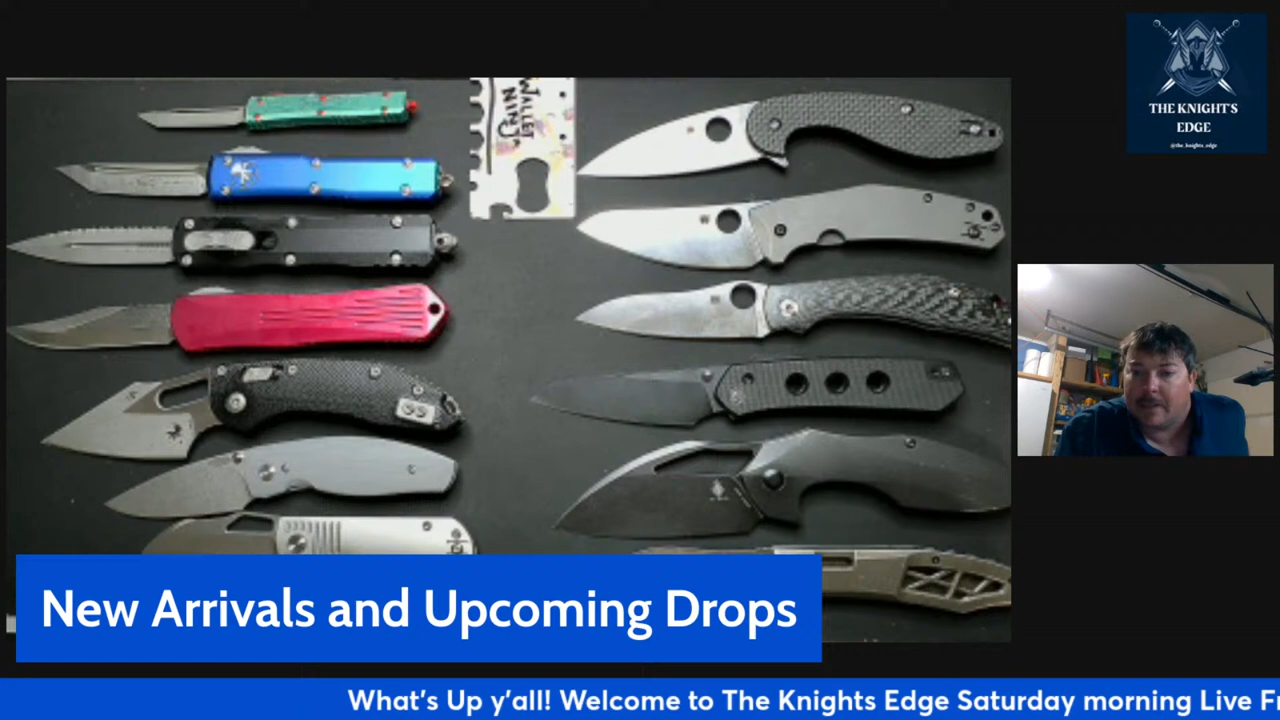 THE KNIGHT'S
EDGE
@the_knights_edge
WALLET
NINJA
New Arrivals and Upcoming Drops
What's Up y'all! Welcome to The Knights Edge Saturday morning Live F